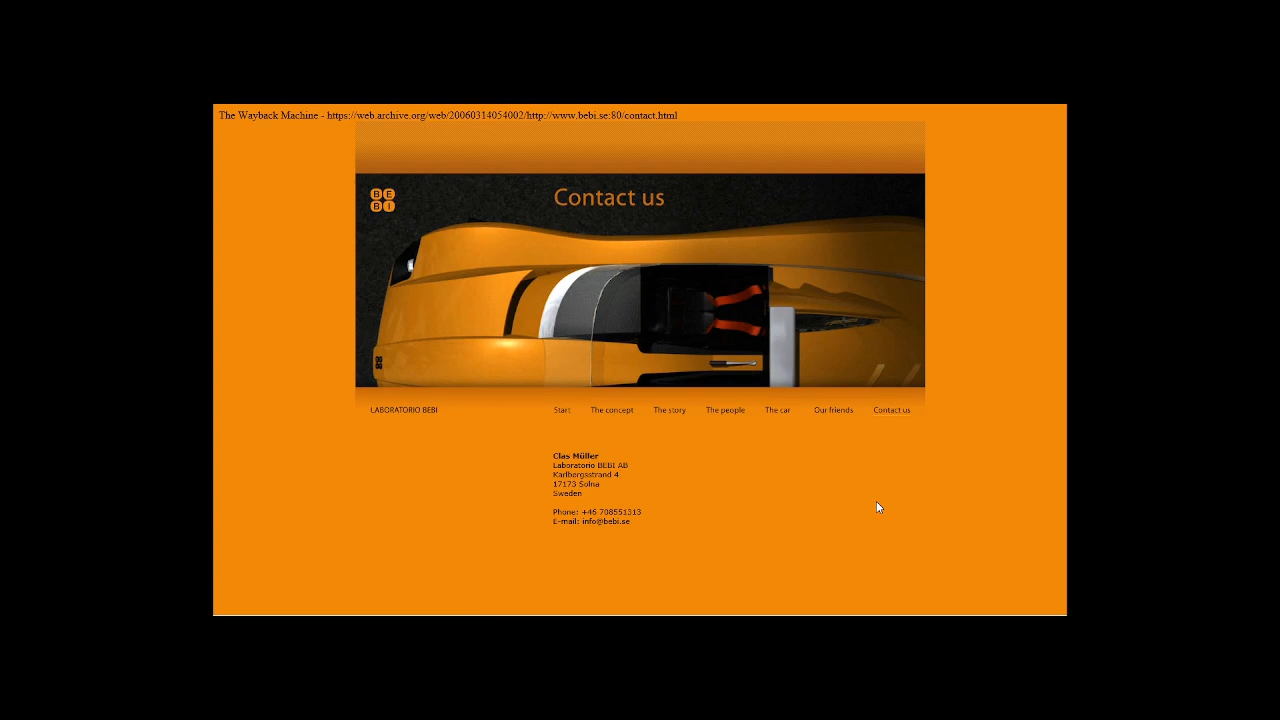 The Wayback Machine - https://web.archive.org/web/20060314054002/http://www.bebi.se:80/contact.html
B E
B I
Contact us
LABORATORIO BEBI
Start The concept The story The people The car Our friends Contact us
Clas Müller
Laboratorio BEBI AB
Karlbergsstrand 4
17173 Solna
Sweden
Phone: +46 708551313
E-mail: info@bebi.se